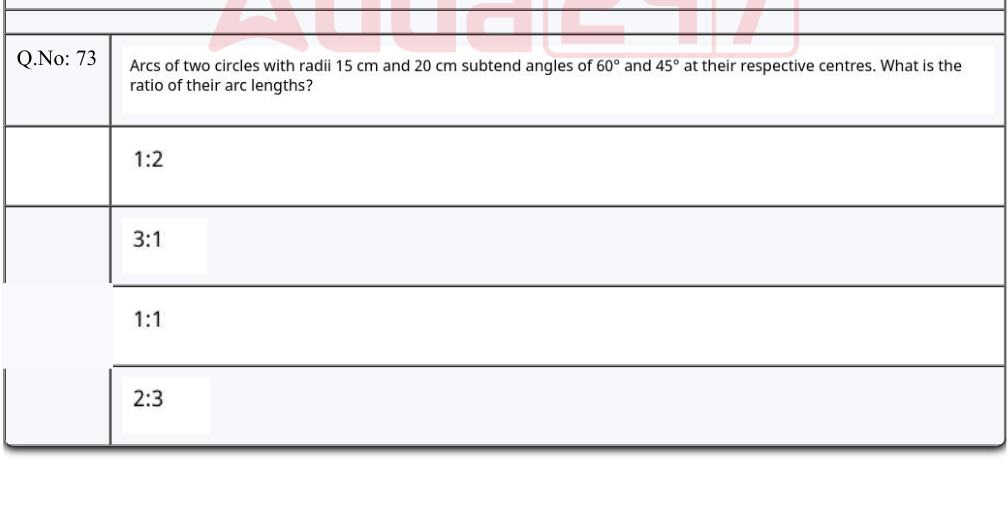 Adda247
Q.No: 73
Arcs of two circles with radii 15 cm and 20 cm subtend angles of 60° and 45° at their respective centres. What is the
ratio of their arc lengths?
1:2
3:1
1:1
2:3